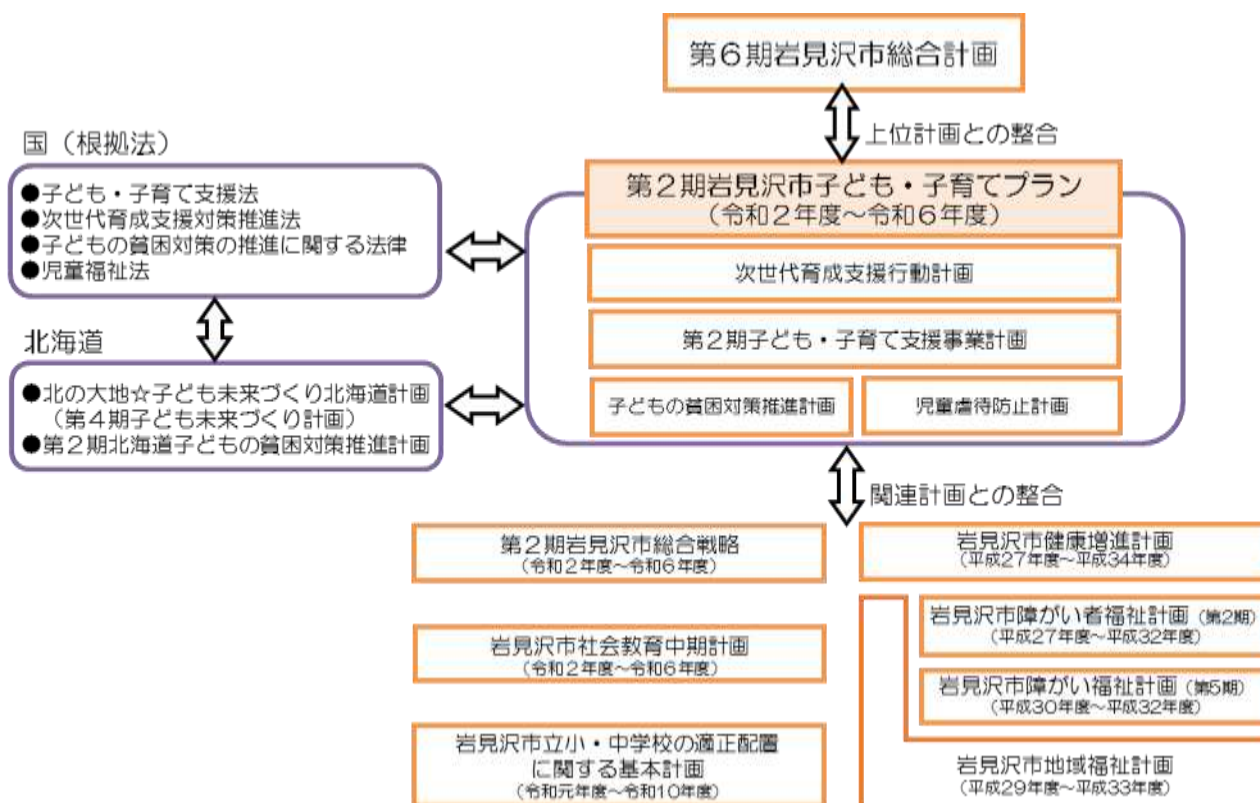 第6期岩見沢市総合計画
上位計画との整合
国（根拠法）
●子ども・子育て支援法
●次世代育成支援対策推進法
●子どもの貧困対策の推進に関する法律
●児童福祉法
北海道
●北の大地☆子ども未来づくり北海道計画
（第4期子ども未来づくり計画）
●第2期北海道子どもの貧困対策推進計画
第2期岩見沢市子ども・子育てプラン
（令和2年度～令和6年度）
次世代育成支援行動計画
第2期子ども・子育て支援事業計画
子どもの貧困対策推進計画
児童虐待防止計画
関連計画との整合
第2期岩見沢市総合戦略
（令和2年度～令和6年度）
岩見沢市社会教育中期計画
（令和2年度～令和6年度）
岩見沢市立小・中学校の適正配置
に関する基本計画
（令和元年度～令和10年度）
岩見沢市健康増進計画
（平成27年度～平成34年度）
岩見沢市障がい者福祉計画（第2期）
（平成27年度～平成32年度）
岩見沢市障がい福祉計画（第5期）
（平成30年度～平成32年度）
岩見沢市地域福祉計画
（平成29年度～平成33年度）